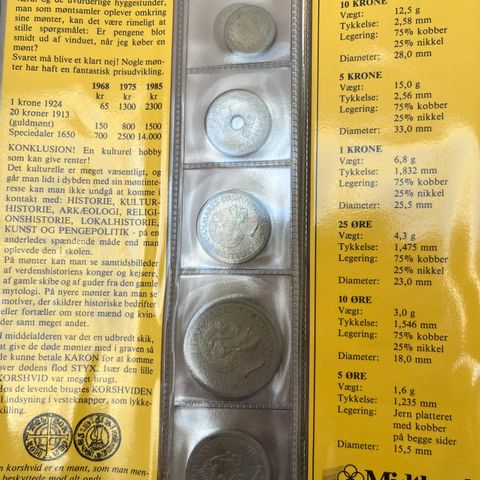 som møntsamler oplever omkring
ring mønter, kan det være rimeligt at
stille spørgsmålet: Er pengene blot
smidt ud af vinduet, når jeg køber en
mønt?
Svaret må blive et klart nej! Nogle møn-
ter har haft en fantastisk prisudvikling.
1968 1975 1985
kr kr kr
1 krone 1924 65 1300 2300
20 kroner 1913
(guldmønt) 150 800 1500
Speciedaler 1650 700 2500 14.000
KONKLUSION! En kulturel hobby
som kan give renter!
Det kulturelle er meget væsentligt, og
går man lidt i dybden med sin møntinte-
resse kan man ikke undgå at komme i
kontakt med: HISTORIE, KULTUR-
HISTORIE, ARKÆOLOGI, RELIGI-
ONSHISTORIE, LOKALHISTORIE,
KUNST OG PENGEPOLITIK - på en
anderledes spændende måde end man
oplevede den i skolen.
På mønter kan man se samtidsbilleder
af verdenshistoriens konger og kejsere,
af gamle skibe og af guder fra den gamle
mytologi. På nyere mønter kan man se
motiver, der skildrer historiske bedrifter
eller fortæller om store mænd og kvin-
der samt meget andet.
I middelalderen var det en udbredt skik,
at give de døde mønter med i graven så
de kunne betale KARON for at komme
over dødens flod STYX. Især den lille
KORSHVID var meget brugt.
Hos de levende brugtes KORSHVIDEN
til indsyning i vesteknapper, som lykke-
skilling.
En korshvid er en mønt, som man men-
te beskyttede mod alt ondt.
10 KRONE
Vægt: 12,5 g
Tykkelse: 2,58 mm
Legering: 75% kobber
25% nikkel
Diameter: 28,0 mm
5 KRONE
Vægt: 15,0 g
Tykkelse: 2,56 mm
Legering: 75% kobber
25% nikkel
Diameter: 33,0 mm
1 KRONE
Vægt: 6,8 g
Tykkelse: 1,832 mm
Legering: 75% kobber
25% nikkel
Diameter: 25,5 mm
25 ØRE
Vægt: 4,3 g
Tykkelse: 1,475 mm
Legering: 75% kobber
25% nikkel
Diameter: 23,0 mm
10 ØRE
Vægt: 3,0 g
Tykkelse: 1,546 mm
Legering: 75% kobber
25% nikkel
Diameter: 18,0 mm
5 ØRE
Vægt: 1,6 g
Tykkelse: 1,235 mm
Legering: Jern platteret
med kobber
på begge sider
Diameter: 15,5 mm